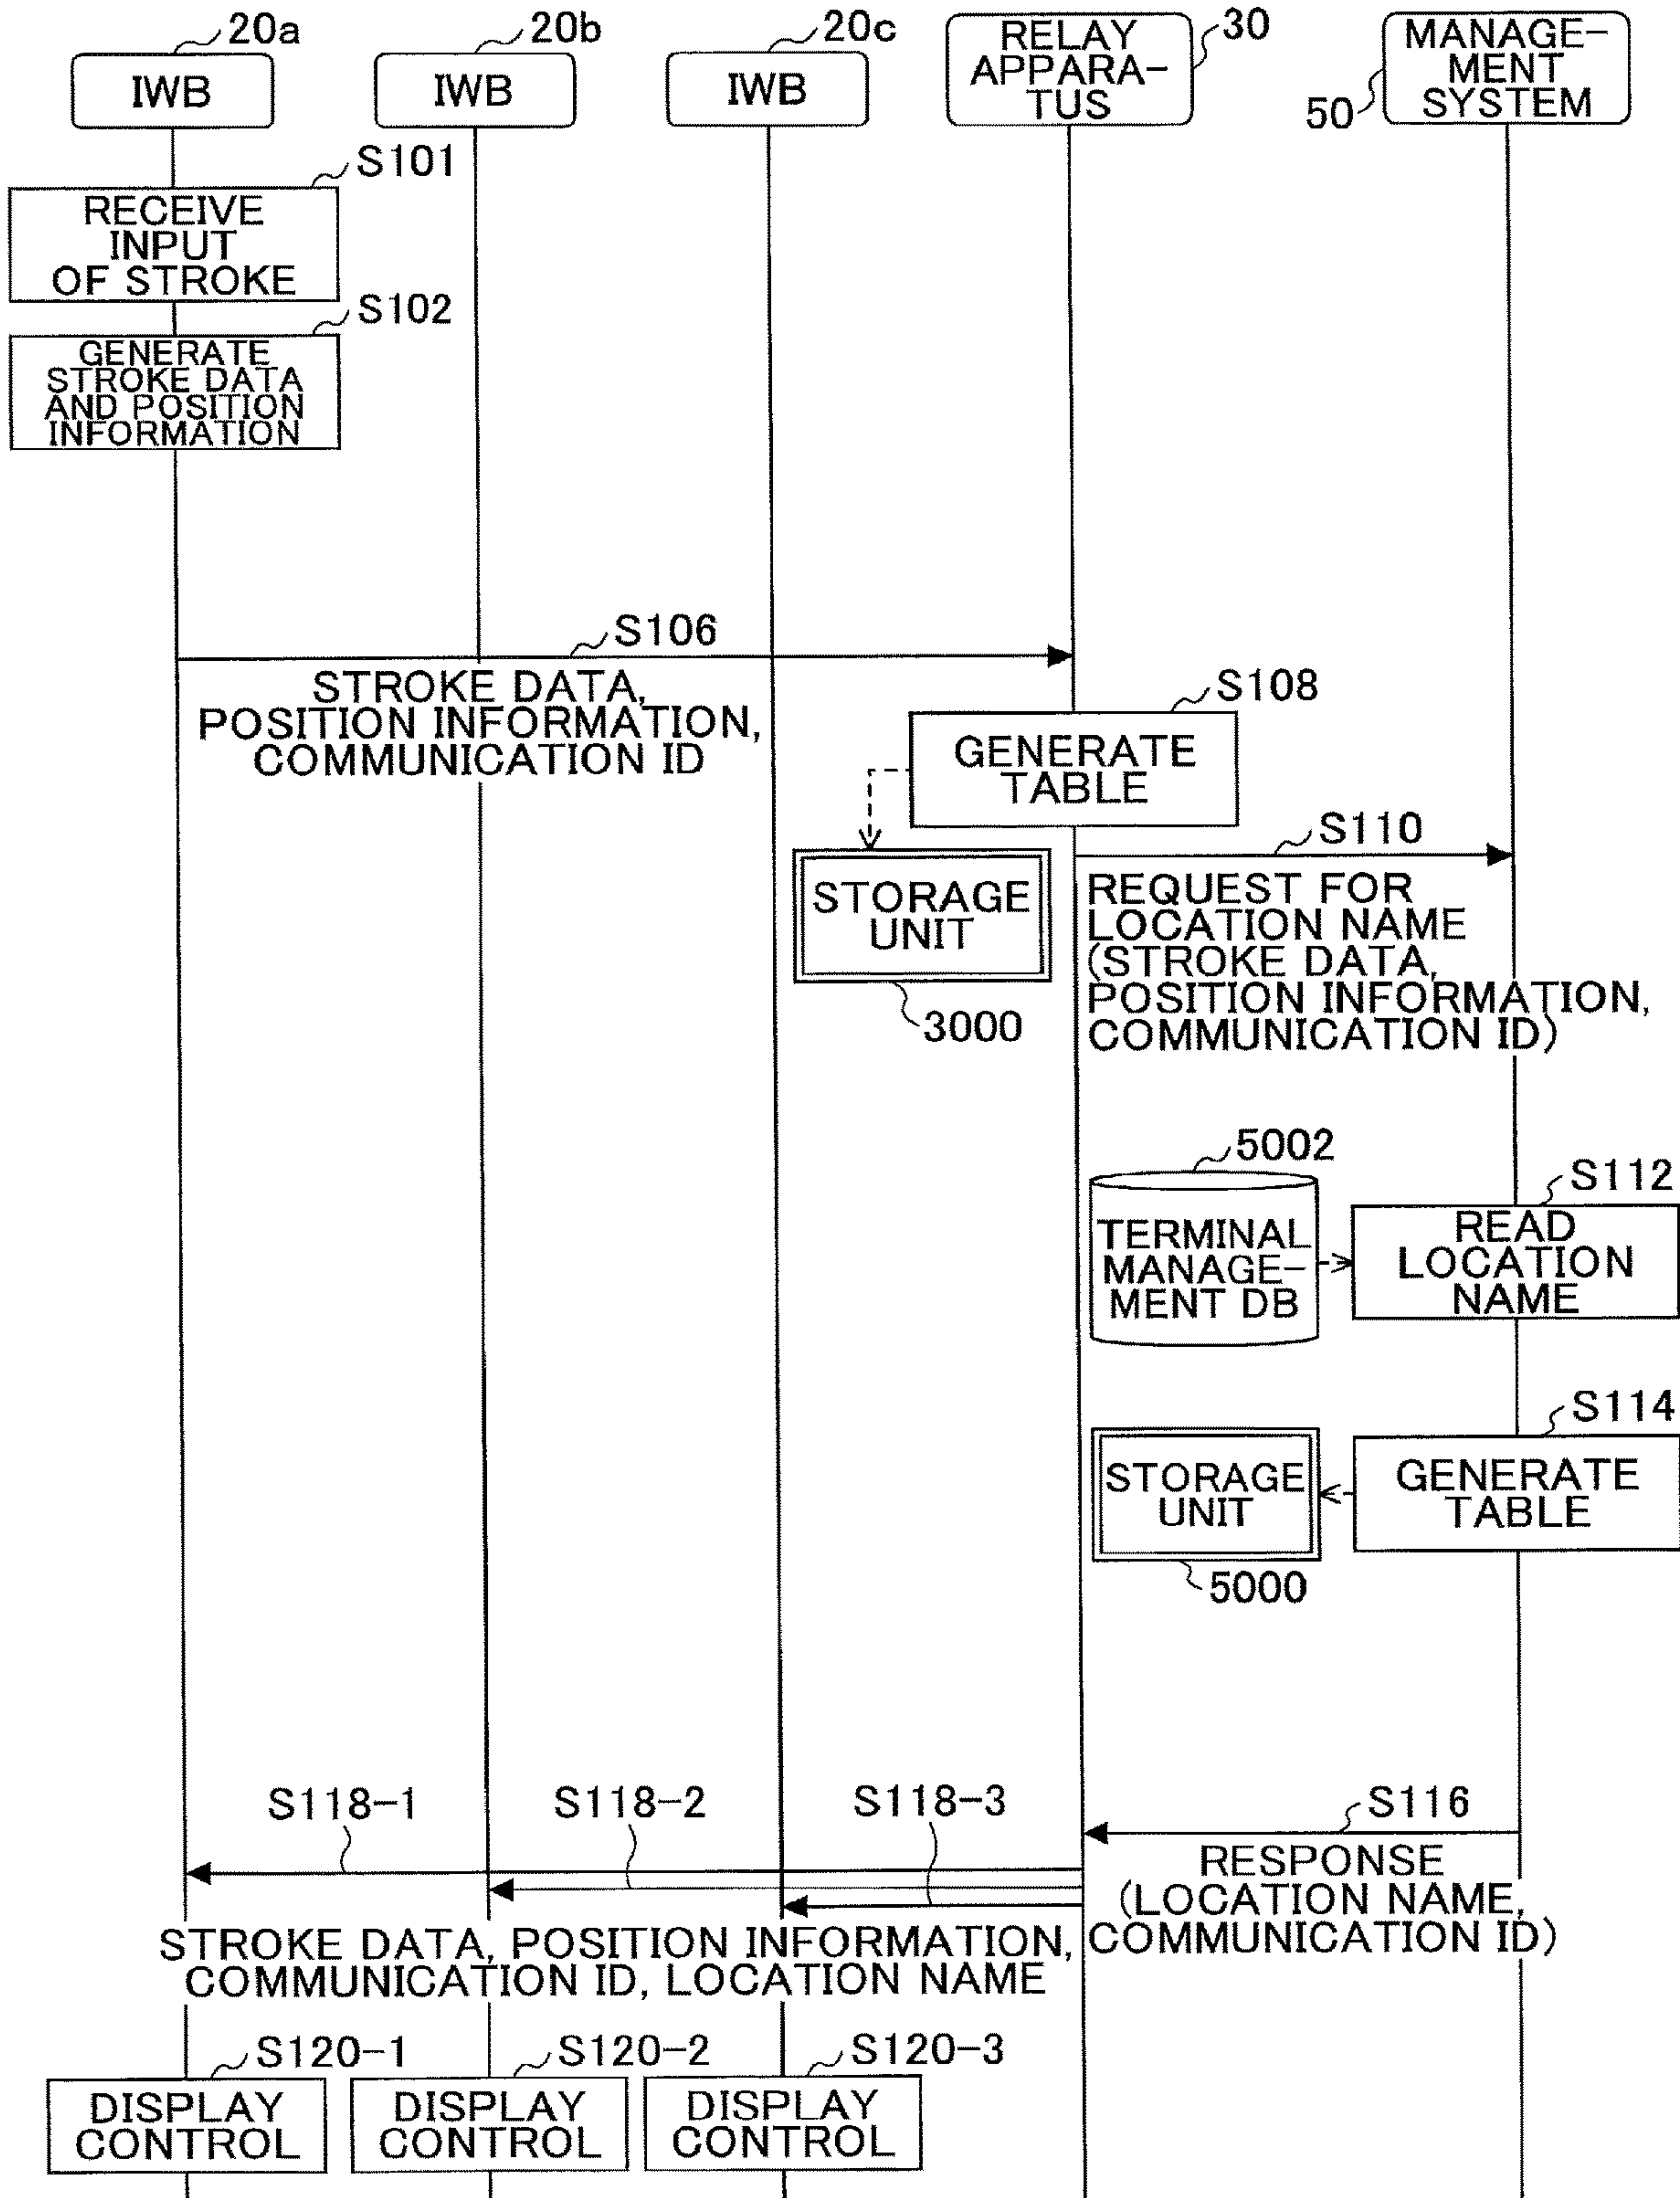 20a
20b
20c
30
50
IWB
IWB
IWB
RELAY
APPARA-
TUS
MANAGE-
MENT
SYSTEM
S101
RECEIVE
INPUT
OF STROKE
S102
GENERATE
STROKE DATA
AND POSITION
INFORMATION
S106
STROKE DATA,
POSITION INFORMATION,
COMMUNICATION ID
S108
GENERATE
TABLE
STORAGE
UNIT
3000
S110
REQUEST FOR
LOCATION NAME
(STROKE DATA,
POSITION INFORMATION,
COMMUNICATION ID)
5002
TERMINAL
MANAGE-
MENT DB
S112
READ
LOCATION
NAME
S114
GENERATE
TABLE
STORAGE
UNIT
5000
S116
RESPONSE
(LOCATION NAME,
COMMUNICATION ID)
S118-1
S118-2
S118-3
STROKE DATA, POSITION INFORMATION,
COMMUNICATION ID, LOCATION NAME
S120-1
DISPLAY
CONTROL
S120-2
DISPLAY
CONTROL
S120-3
DISPLAY
CONTROL